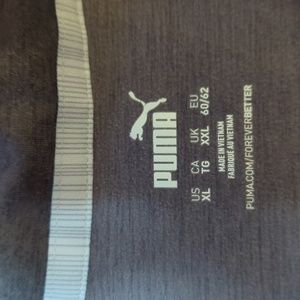 PUMA
US CA UK EU
XL TG XXL 60/62
MADE IN VIETNAM
FABRIQUÉ AU VIETNAM
PUMA.COM/FOREVERBETTER